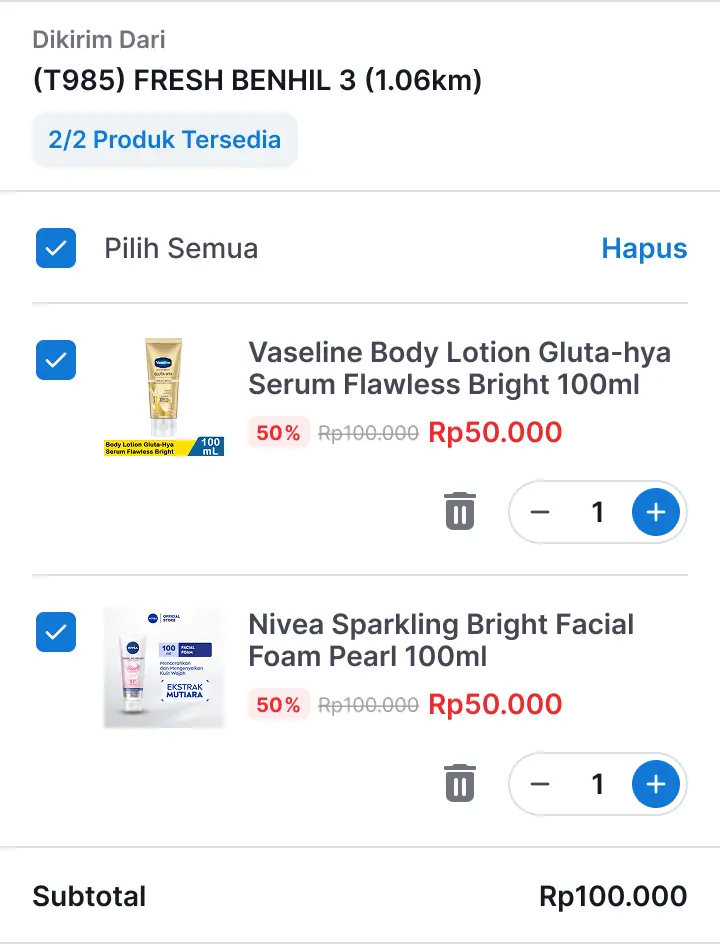 Dikirim Dari
(T985) FRESH BENHIL 3 (1.06km)
2/2 Produk Tersedia
Pilih Semua
Hapus
Vaseline
GLUTA-HYA
Body Lotion Gluta-Hya
Serum Flawless Bright
100
mL
Vaseline Body Lotion Gluta-hya
Serum Flawless Bright 100ml
50% Rp100.000 Rp50.000
1
NIVEA
OFFICIAL
STORE
100
ml
FACIAL
FOAM
Mencerahkan
dan Mengenyalkan
Kulit Wajah
EKSTRAK
MUTIARA
NIVEA
Nivea Sparkling Bright Facial
Foam Pearl 100ml
50% Rp100.000 Rp50.000
1
Subtotal
Rp100.000